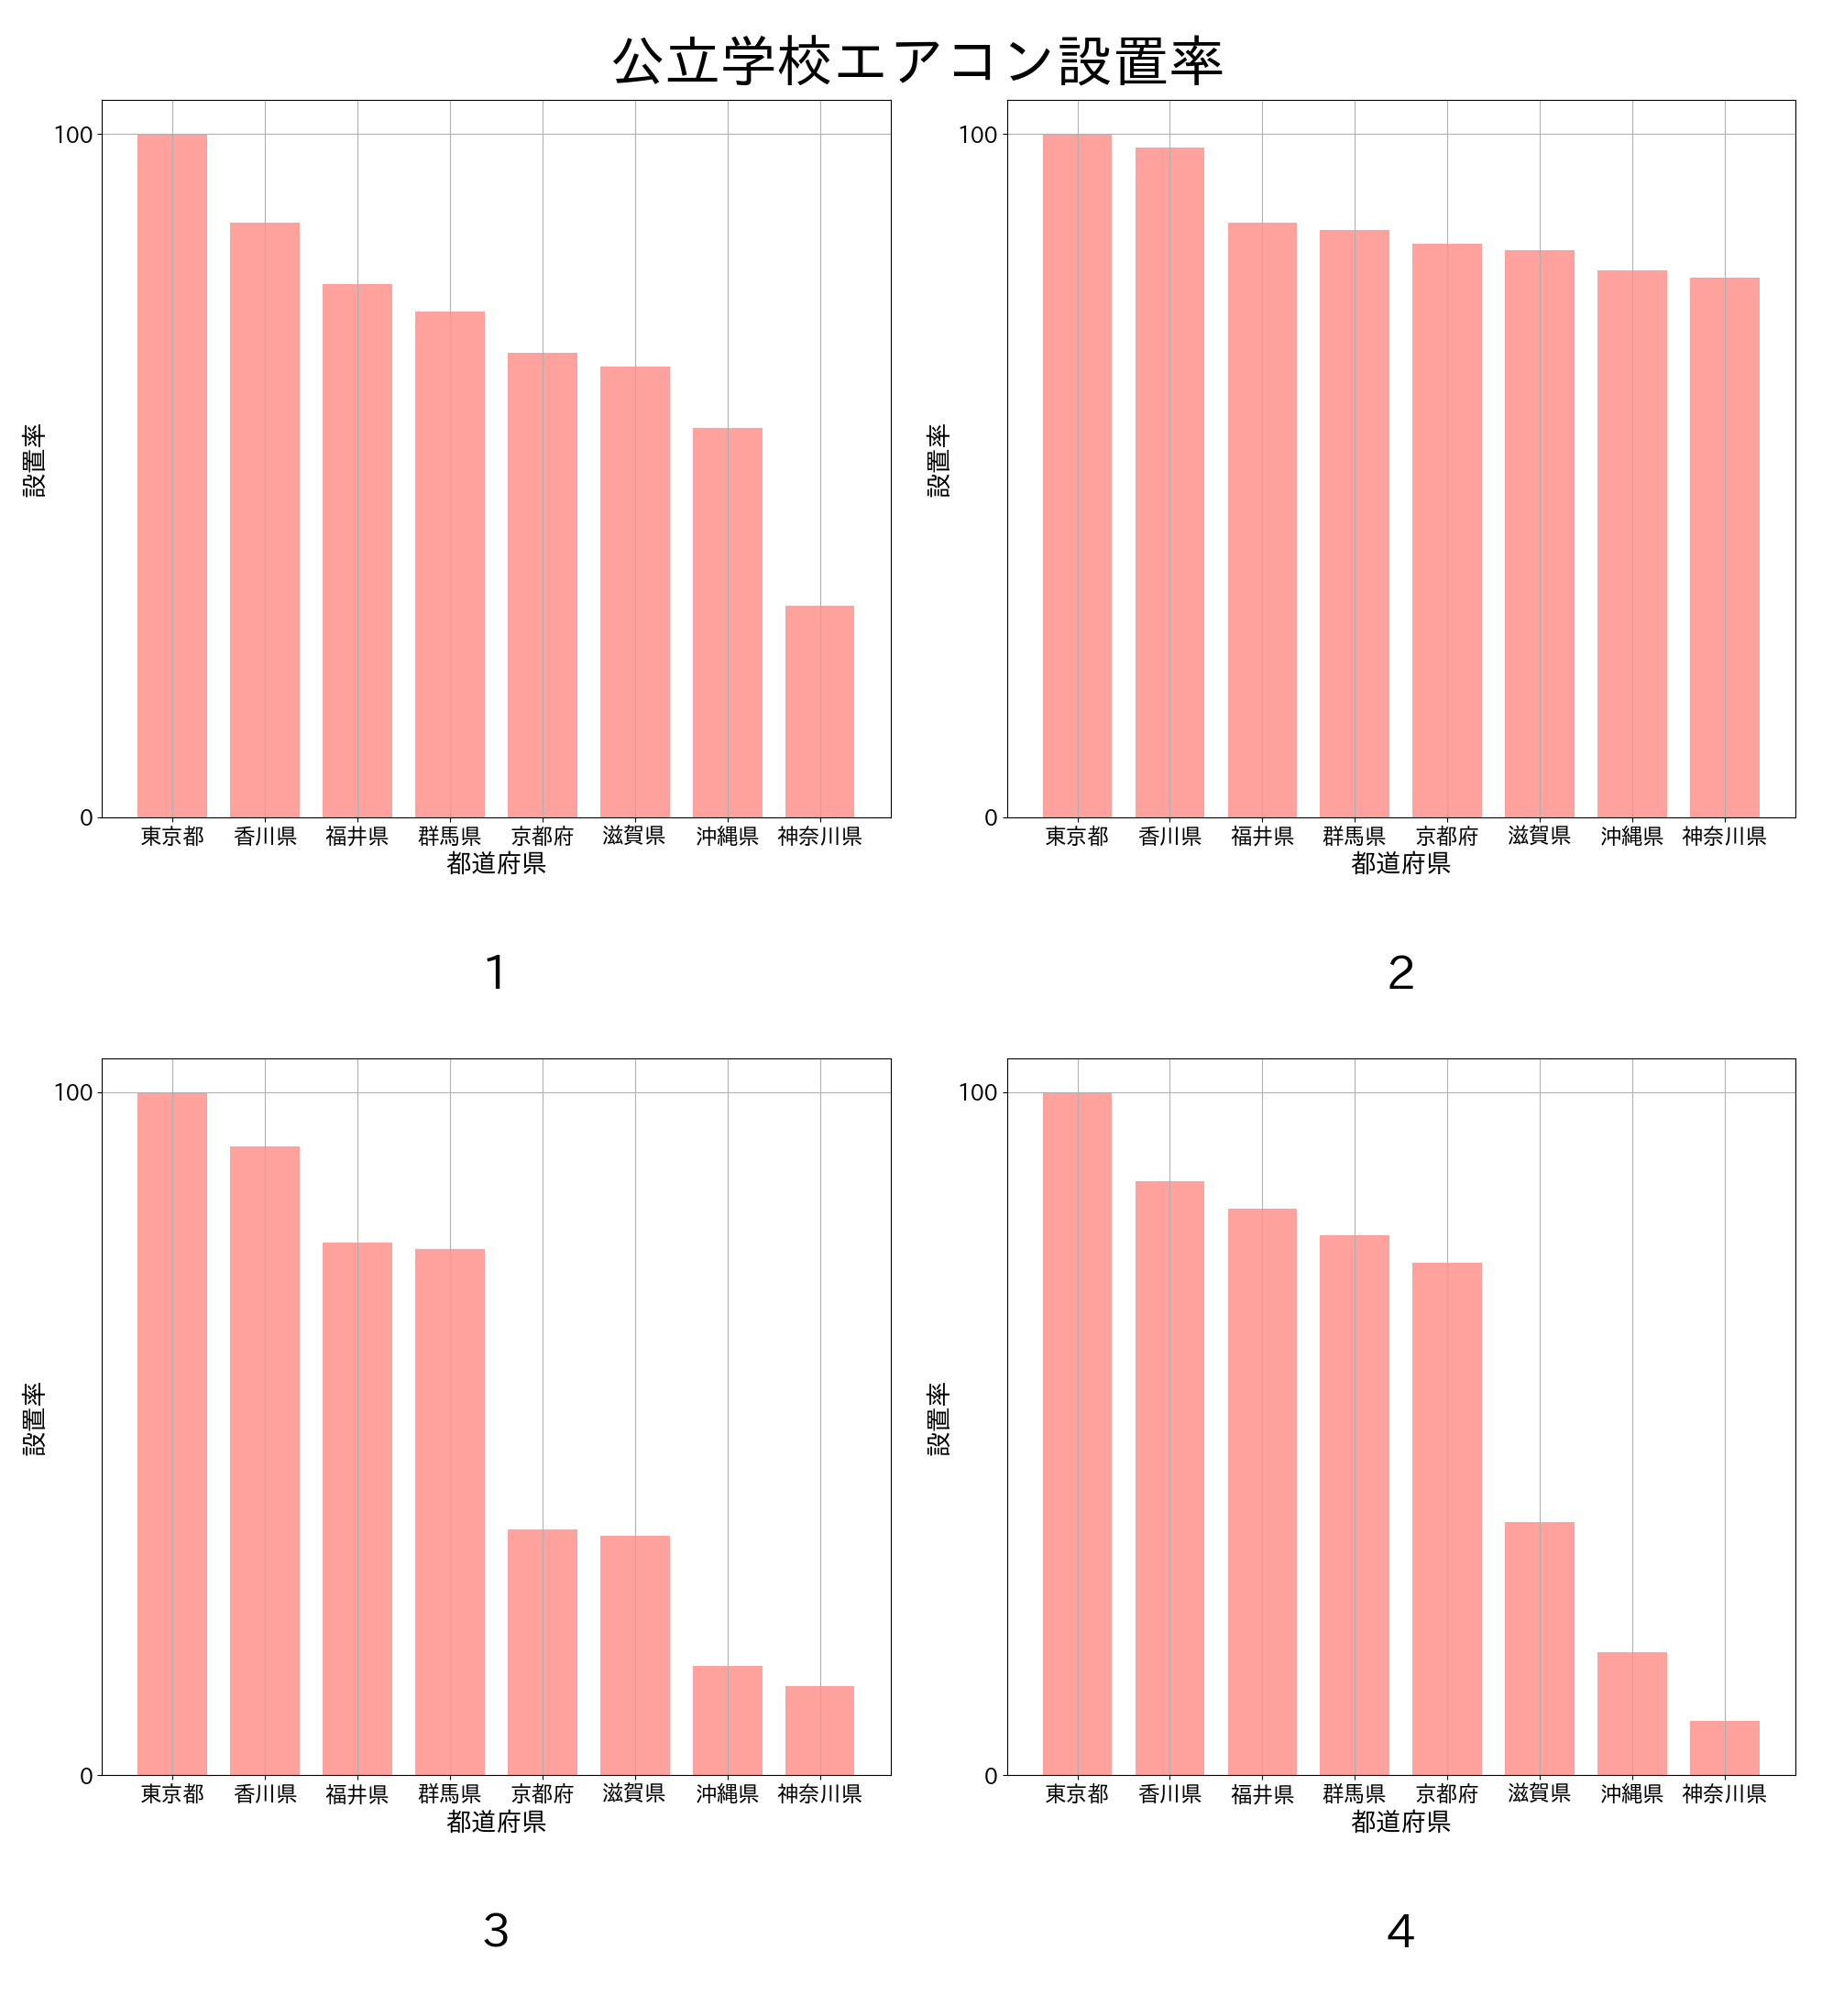 公立学校エアコン設置率
100
0
設置率
東京都 香川県 福井県 群馬県 京都府 滋賀県 沖縄県 神奈川県
都道府県
1
100
0
設置率
東京都 香川県 福井県 群馬県 京都府 滋賀県 沖縄県 神奈川県
都道府県
2
100
0
設置率
東京都 香川県 福井県 群馬県 京都府 滋賀県 沖縄県 神奈川県
都道府県
3
100
0
設置率
東京都 香川県 福井県 群馬県 京都府 滋賀県 沖縄県 神奈川県
都道府県
4